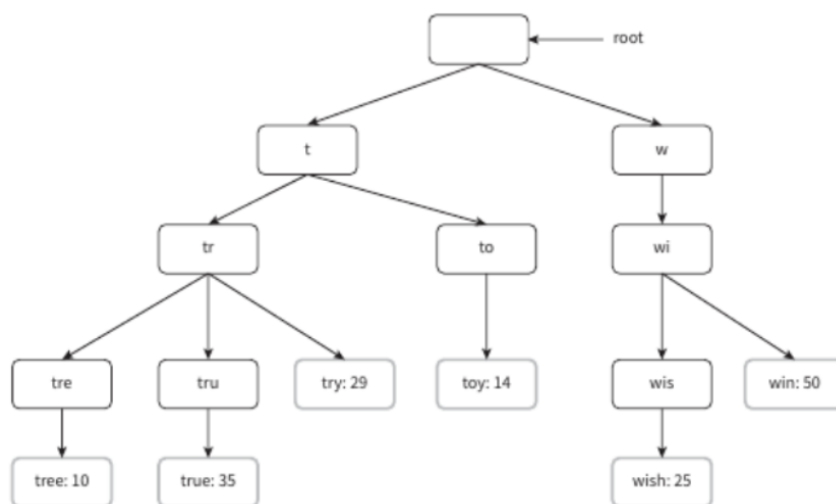 root
t
w
tr
to
wi
tre
tru
try: 29
toy: 14
wis
win: 50
tree: 10
true: 35
wish: 25